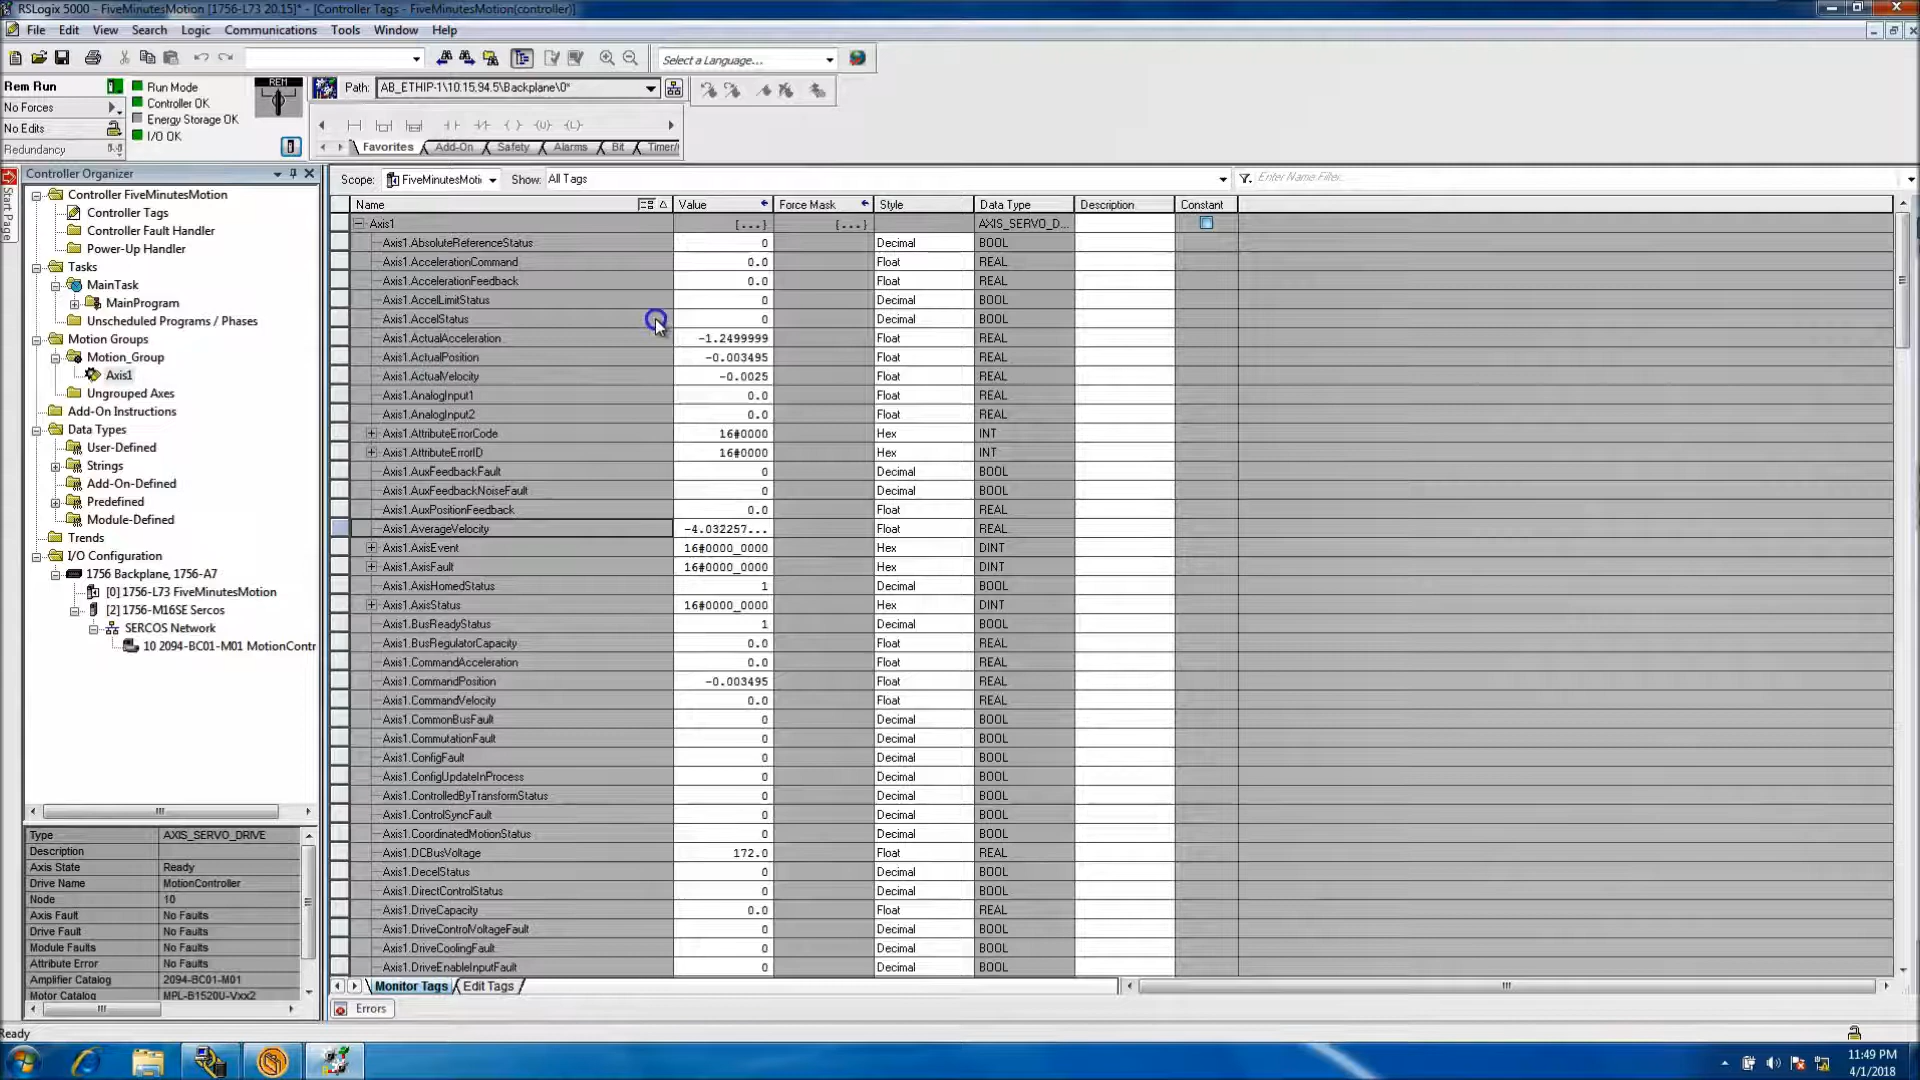 RSLogix 5000 - FiveMinutesMotion [1756-L73 20.15]* - [Controller Tags - FiveMinutesMotion(controller)]
File Edit View Search Logic Communications Tools Window Help
Select a Language...
Rem Run
Run Mode
REM
Path: AB_ETHIP-1\10.15.94.5\Backplane\0*
No Forces
Controller OK
Energy Storage OK
No Edits
I/O OK
Redundancy
Favorites Add-On Safety Alarms Bit Timer/
Start Page
Controller Organizer
Controller FiveMinutesMotion
Controller Tags
Controller Fault Handler
Power-Up Handler
Tasks
MainTask
MainProgram
Unscheduled Programs / Phases
Motion Groups
Motion_Group
Axis1
Ungrouped Axes
Add-On Instructions
Data Types
User-Defined
Strings
Add-On-Defined
Predefined
Module-Defined
Trends
I/O Configuration
1756 Backplane, 1756-A7
[0] 1756-L73 FiveMinutesMotion
[2] 1756-M16SE Sercos
SERCOS Network
10 2094-BC01-M01 MotionContr
Type AXIS_SERVO_DRIVE
Description
Axis State Ready
Drive Name MotionController
Node 10
Axis Fault No Faults
Drive Fault No Faults
Module Faults No Faults
Attribute Error No Faults
Amplifier Catalog 2094-BC01-M01
Motor Catalog MPL-B1520U-Vxx2
Scope: FiveMinutesMoti Show: All Tags Enter Name Filter...
Name Value Force Mask Style Data Type Description Constant
Axis1 {...} {...} AXIS_SERVO_D...
Axis1.AbsoluteReferenceStatus 0 Decimal BOOL
Axis1.AccelerationCommand 0.0 Float REAL
Axis1.AccelerationFeedback 0.0 Float REAL
Axis1.AccelLimitStatus 0 Decimal BOOL
Axis1.AccelStatus 0 Decimal BOOL
Axis1.ActualAcceleration -1.2499999 Float REAL
Axis1.ActualPosition -0.003495 Float REAL
Axis1.ActualVelocity -0.0025 Float REAL
Axis1.AnalogInput1 0.0 Float REAL
Axis1.AnalogInput2 0.0 Float REAL
Axis1.AttributeErrorCode 16#0000 Hex INT
Axis1.AttributeErrorID 16#0000 Hex INT
Axis1.AuxFeedbackFault 0 Decimal BOOL
Axis1.AuxFeedbackNoiseFault 0 Decimal BOOL
Axis1.AuxPositionFeedback 0.0 Float REAL
Axis1.AverageVelocity -4.032257... Float REAL
Axis1.AxisEvent 16#0000_0000 Hex DINT
Axis1.AxisFault 16#0000_0000 Hex DINT
Axis1.AxisHomedStatus 1 Decimal BOOL
Axis1.AxisStatus 16#0000_0000 Hex DINT
Axis1.BusReadyStatus 1 Decimal BOOL
Axis1.BusRegulatorCapacity 0.0 Float REAL
Axis1.CommandAcceleration 0.0 Float REAL
Axis1.CommandPosition -0.003495 Float REAL
Axis1.CommandVelocity 0.0 Float REAL
Axis1.CommonBusFault 0 Decimal BOOL
Axis1.CommutationFault 0 Decimal BOOL
Axis1.ConfigFault 0 Decimal BOOL
Axis1.ConfigUpdateInProcess 0 Decimal BOOL
Axis1.ControlledByTransformStatus 0 Decimal BOOL
Axis1.ControlSyncFault 0 Decimal BOOL
Axis1.CoordinatedMotionStatus 0 Decimal BOOL
Axis1.DCBusVoltage 172.0 Float REAL
Axis1.DecelStatus 0 Decimal BOOL
Axis1.DirectControlStatus 0 Decimal BOOL
Axis1.DriveCapacity 0.0 Float REAL
Axis1.DriveControlVoltageFault 0 Decimal BOOL
Axis1.DriveCoolingFault 0 Decimal BOOL
Axis1.DriveEnableInputFault 0 Decimal BOOL
Monitor Tags Edit Tags
Errors
Ready
11:49 PM
4/1/2018